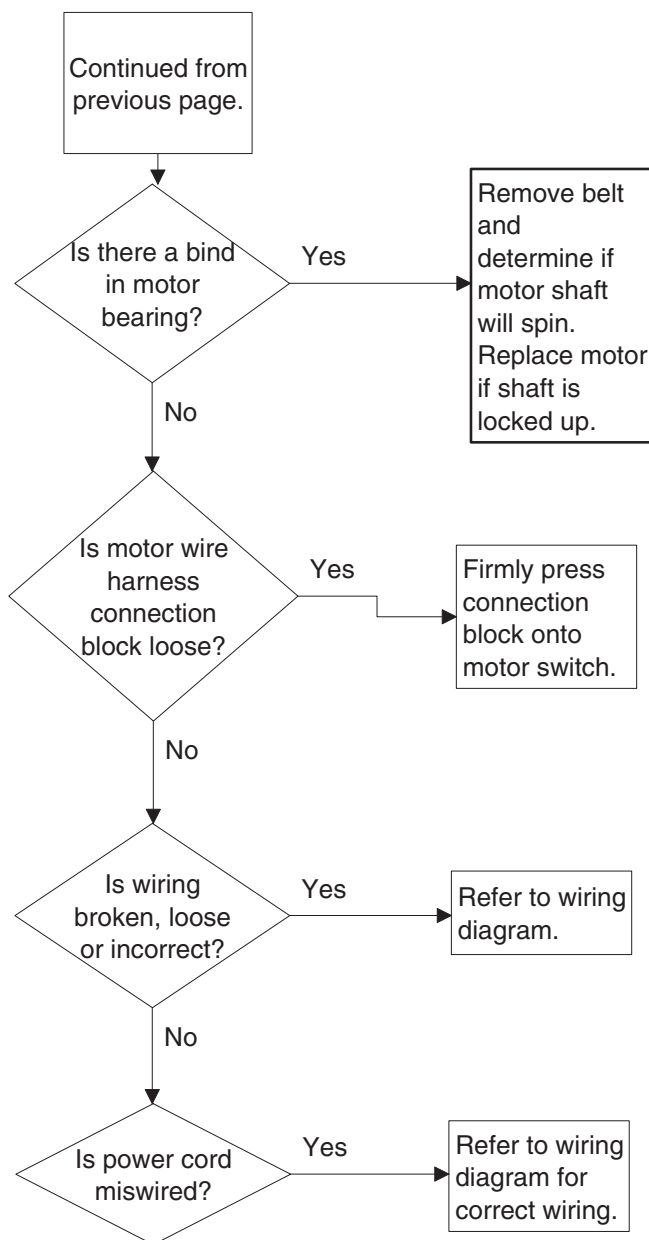 Continued from
previous page.
Is there a bind
in motor
bearing?
Yes
Remove belt
and
determine if
motor shaft
will spin.
Replace motor
if shaft is
locked up.
No
Is motor wire
harness
connection
block loose?
Yes
Firmly press
connection
block onto
motor switch.
No
Is wiring
broken, loose
or incorrect?
Yes
Refer to wiring
diagram.
No
Is power cord
miswired?
Yes
Refer to wiring
diagram for
correct wiring.